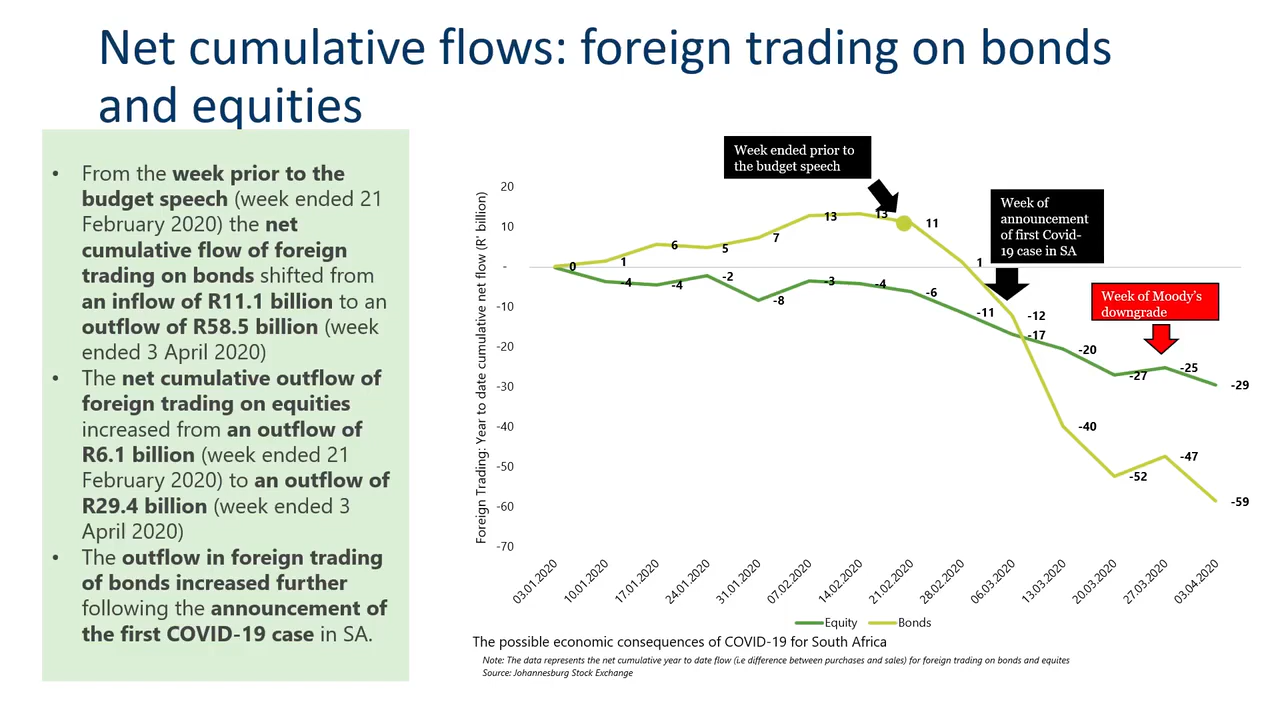 Net cumulative flows: foreign trading on bonds
and equities
• From the week prior to the
budget speech (week ended 21
February 2020) the net
cumulative flow of foreign
trading on bonds shifted from
an inflow of R11.1 billion to an
outflow of R58.5 billion (week
ended 3 April 2020)
• The net cumulative outflow of
foreign trading on equities
increased from an outflow of
R6.1 billion (week ended 21
February 2020) to an outflow of
R29.4 billion (week ended 3
April 2020)
• The outflow in foreign trading
of bonds increased further
following the announcement of
the first COVID-19 case in SA.
Week ended prior to
the budget speech
Week of
announcement
of first Covid-
19 case in SA
Week of Moody's
downgrade
Foreign Trading: Year to date cumulative net flow (R' billion)
20
10
-
-10
-20
-30
-40
-50
-60
-70
0
1
6
5
7
13
13
11
1
-12
-40
-52
-47
-59
-4
-4
-2
-8
-3
-4
-6
-11
-17
-20
-27
-25
-29
03.01.2020
10.01.2020
17.01.2020
24.01.2020
31.01.2020
07.02.2020
14.02.2020
21.02.2020
28.02.2020
06.03.2020
13.03.2020
20.03.2020
27.03.2020
03.04.2020
Equity
Bonds
The possible economic consequences of COVID-19 for South Africa
Note: The data represents the net cumulative year to date flow (i.e difference between purchases and sales) for foreign trading on bonds and equites
Source: Johannesburg Stock Exchange